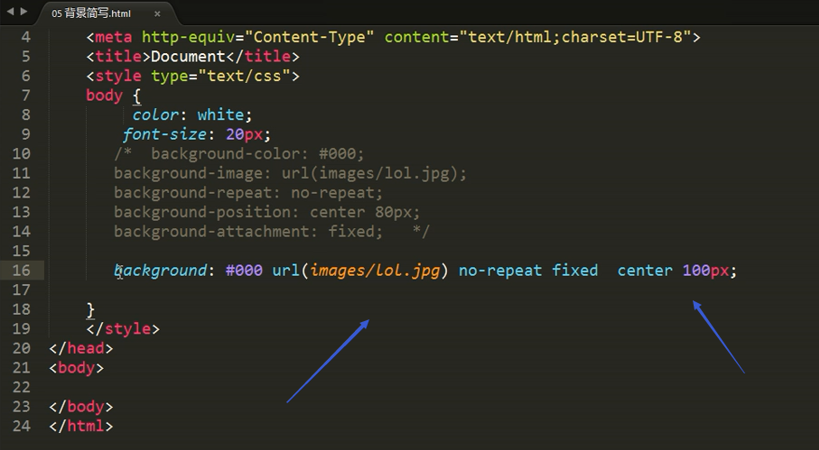 05 背景简写.html ×
4 <meta http-equiv="Content-Type" content="text/html;charset=UTF-8">
5 <title>Document</title>
6 <style type="text/css">
7 body {
8 color: white;
9 font-size: 20px;
10 /* background-color: #000;
11 background-image: url(images/lol.jpg);
12 background-repeat: no-repeat;
13 background-position: center 80px;
14 background-attachment: fixed; */
15
16 background: #000 url(images/lol.jpg) no-repeat fixed center 100px;
17
18 }
19 </style>
20 </head>
21 <body>
22
23 </body>
24 </html>